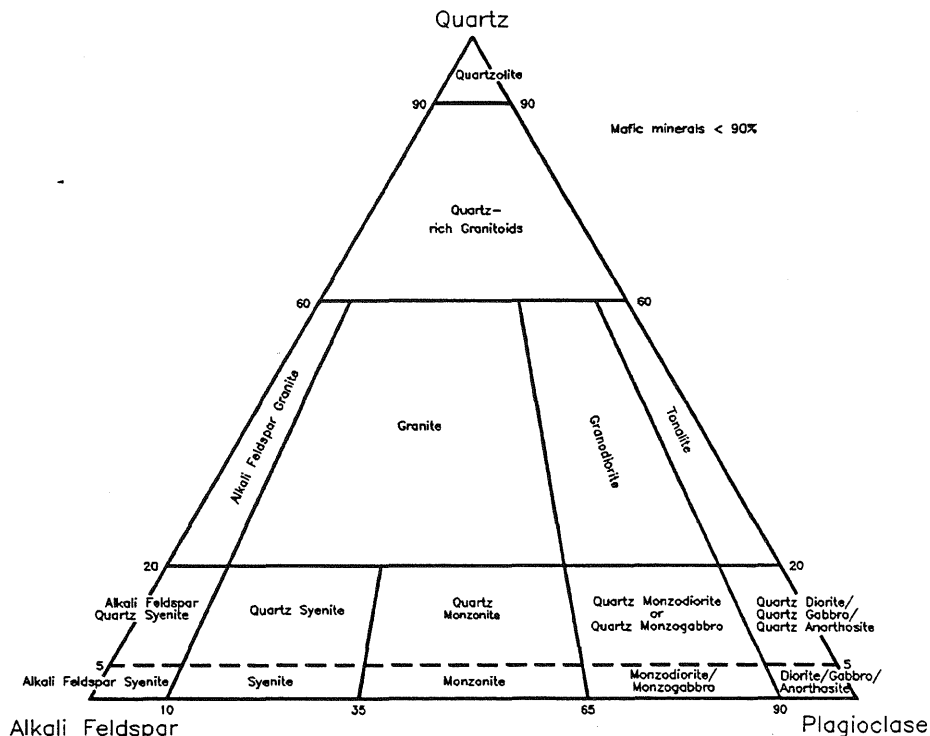 Quartz
Quartzolite
90
90
Mafic minerals < 90%
Quartz-
rich Granitoids
60
60
Alkali Feldspar Granite
Granite
Granodiorite
Tonalite
20
20
Alkali Feldspar
Quartz Syenite
Quartz Syenite
Quartz
Monzonite
Quartz Monzodiorite
or
Quartz Monzogabbro
Quartz Diorite/
Quartz Gabbro/
Quartz Anorthosite
5
5
Alkali Feldspar Syenite
Syenite
Monzonite
Monzodiorite/
Monzogabbro
Diorite/Gabbro/
Anorthosite
10
35
65
90
Alkali Feldspar
Plagioclase